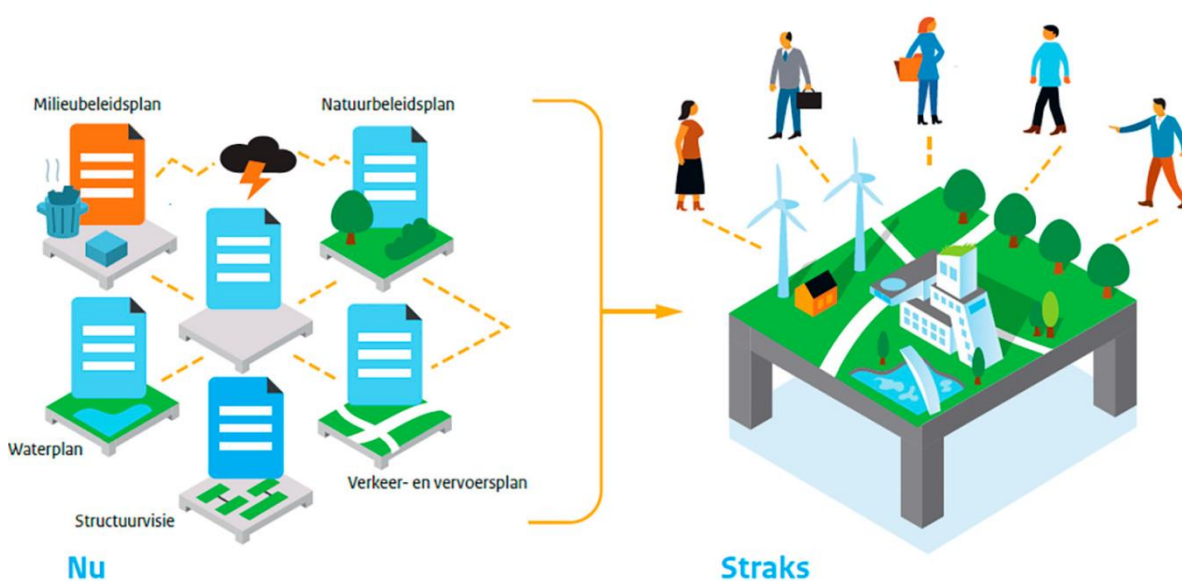 Milieubeleidsplan
Natuurbeleidsplan
Waterplan
Verkeer- en vervoersplan
Structuurvisie
Nu
Straks